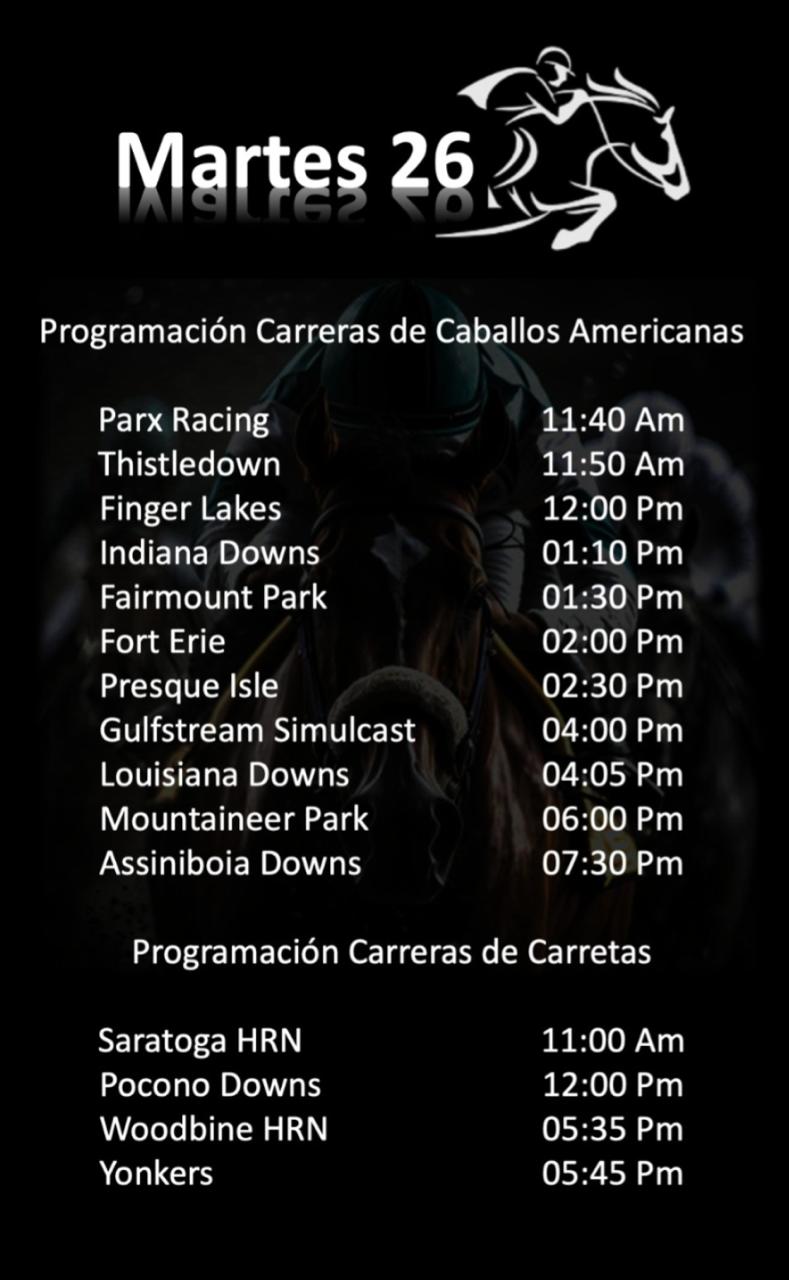 Martes 26
Programación Carreras de Caballos Americanas
Parx Racing 11:40 Am
Thistledown 11:50 Am
Finger Lakes 12:00 Pm
Indiana Downs 01:10 Pm
Fairmount Park 01:30 Pm
Fort Erie 02:00 Pm
Presque Isle 02:30 Pm
Gulfstream Simulcast 04:00 Pm
Louisiana Downs 04:05 Pm
Mountaineer Park 06:00 Pm
Assiniboia Downs 07:30 Pm
Programación Carreras de Carretas
Saratoga HRN 11:00 Am
Pocono Downs 12:00 Pm
Woodbine HRN 05:35 Pm
Yonkers 05:45 Pm